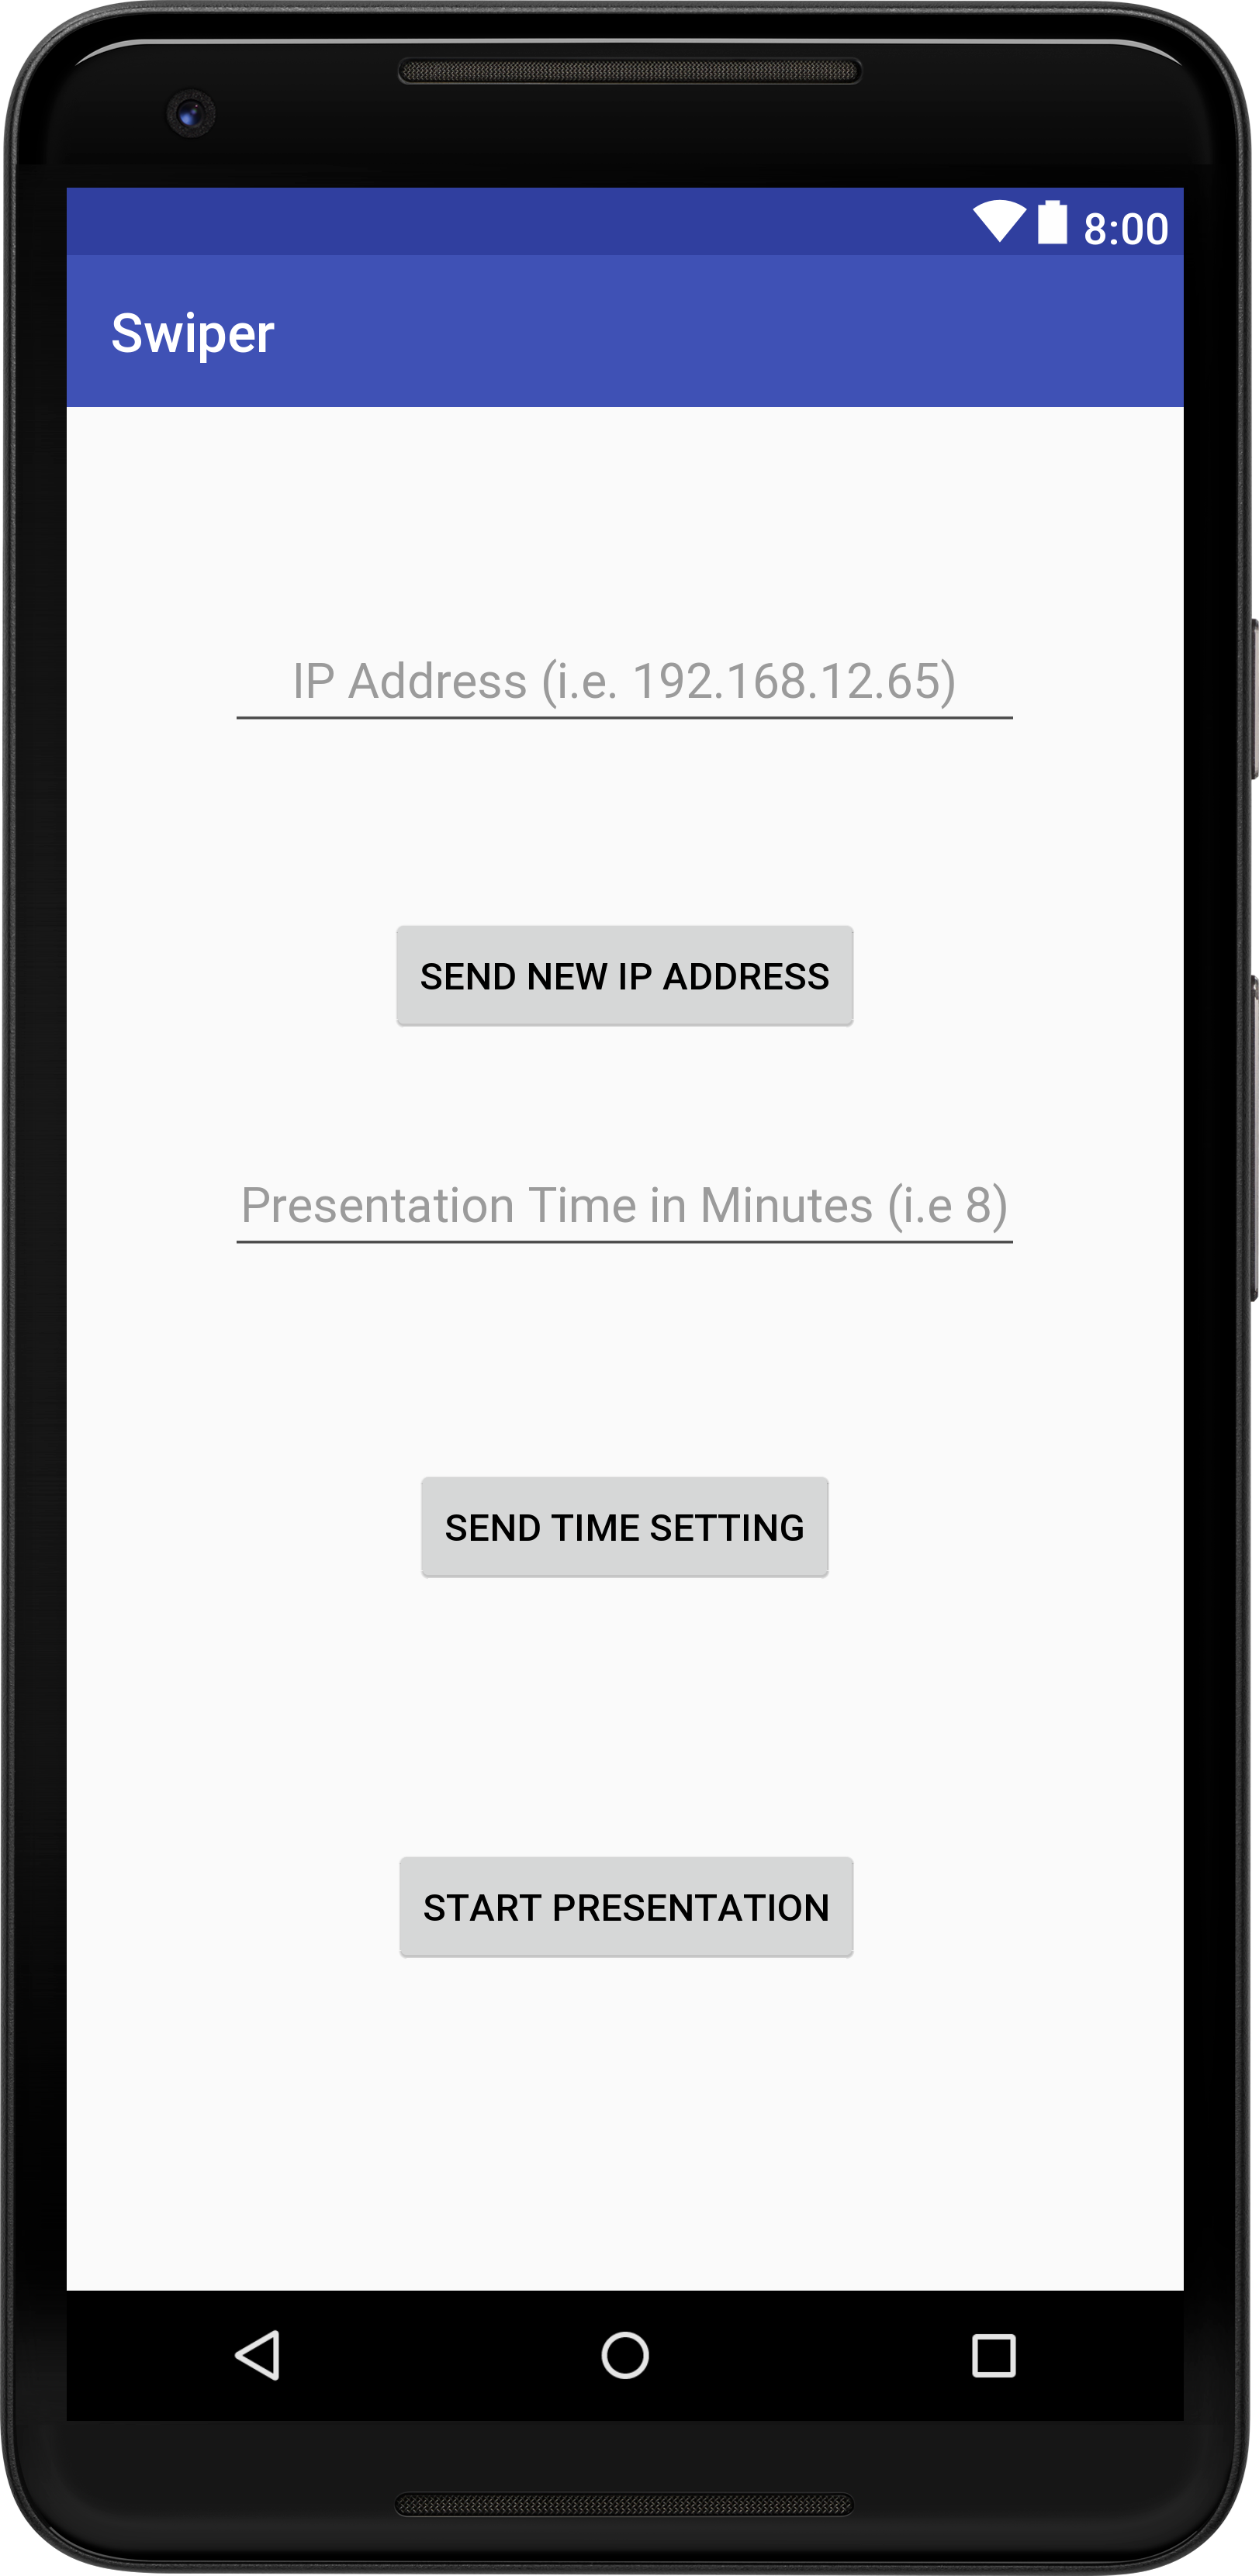 8:00
Swiper
IP Address (i.e. 192.168.12.65)
SEND NEW IP ADDRESS
Presentation Time in Minutes (i.e 8)
SEND TIME SETTING
START PRESENTATION